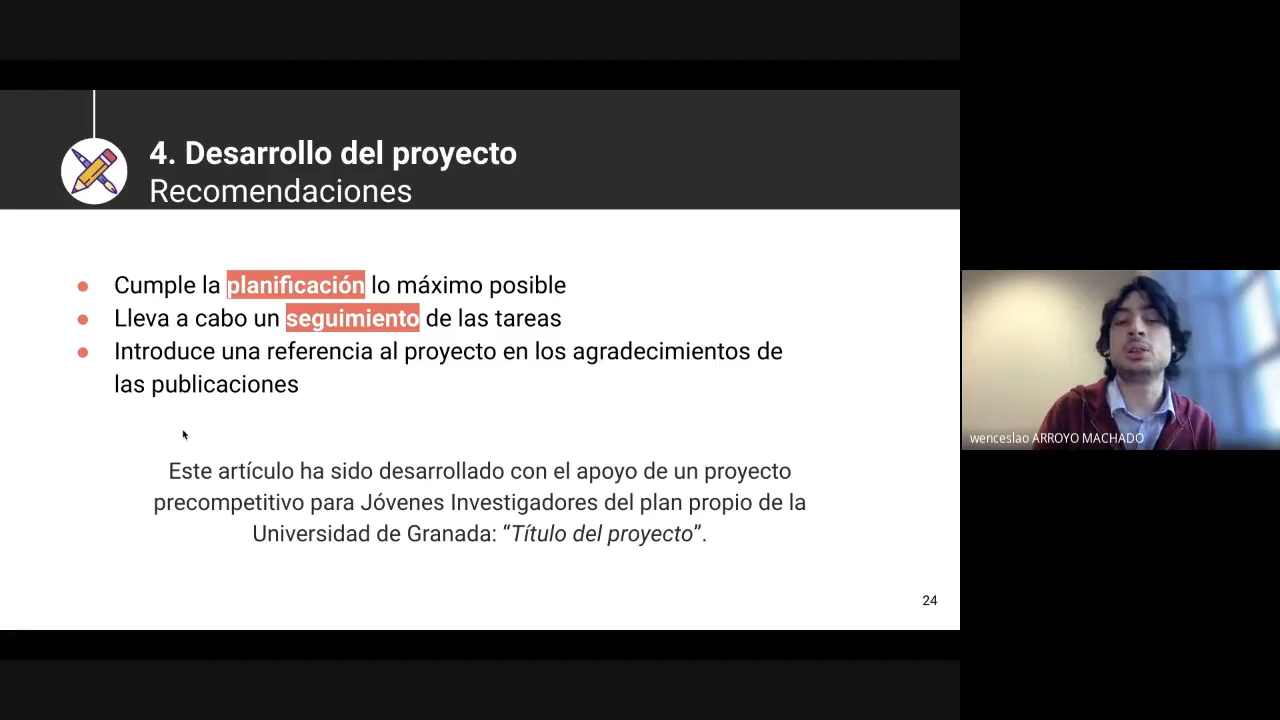 4. Desarrollo del proyecto
Recomendaciones
● Cumple la planificación lo máximo posible
● Lleva a cabo un seguimiento de las tareas
● Introduce una referencia al proyecto en los agradecimientos de
las publicaciones
Este artículo ha sido desarrollado con el apoyo de un proyecto
precompetitivo para Jóvenes Investigadores del plan propio de la
Universidad de Granada: “Título del proyecto”.
24
wenceslao ARROYO MACHADO